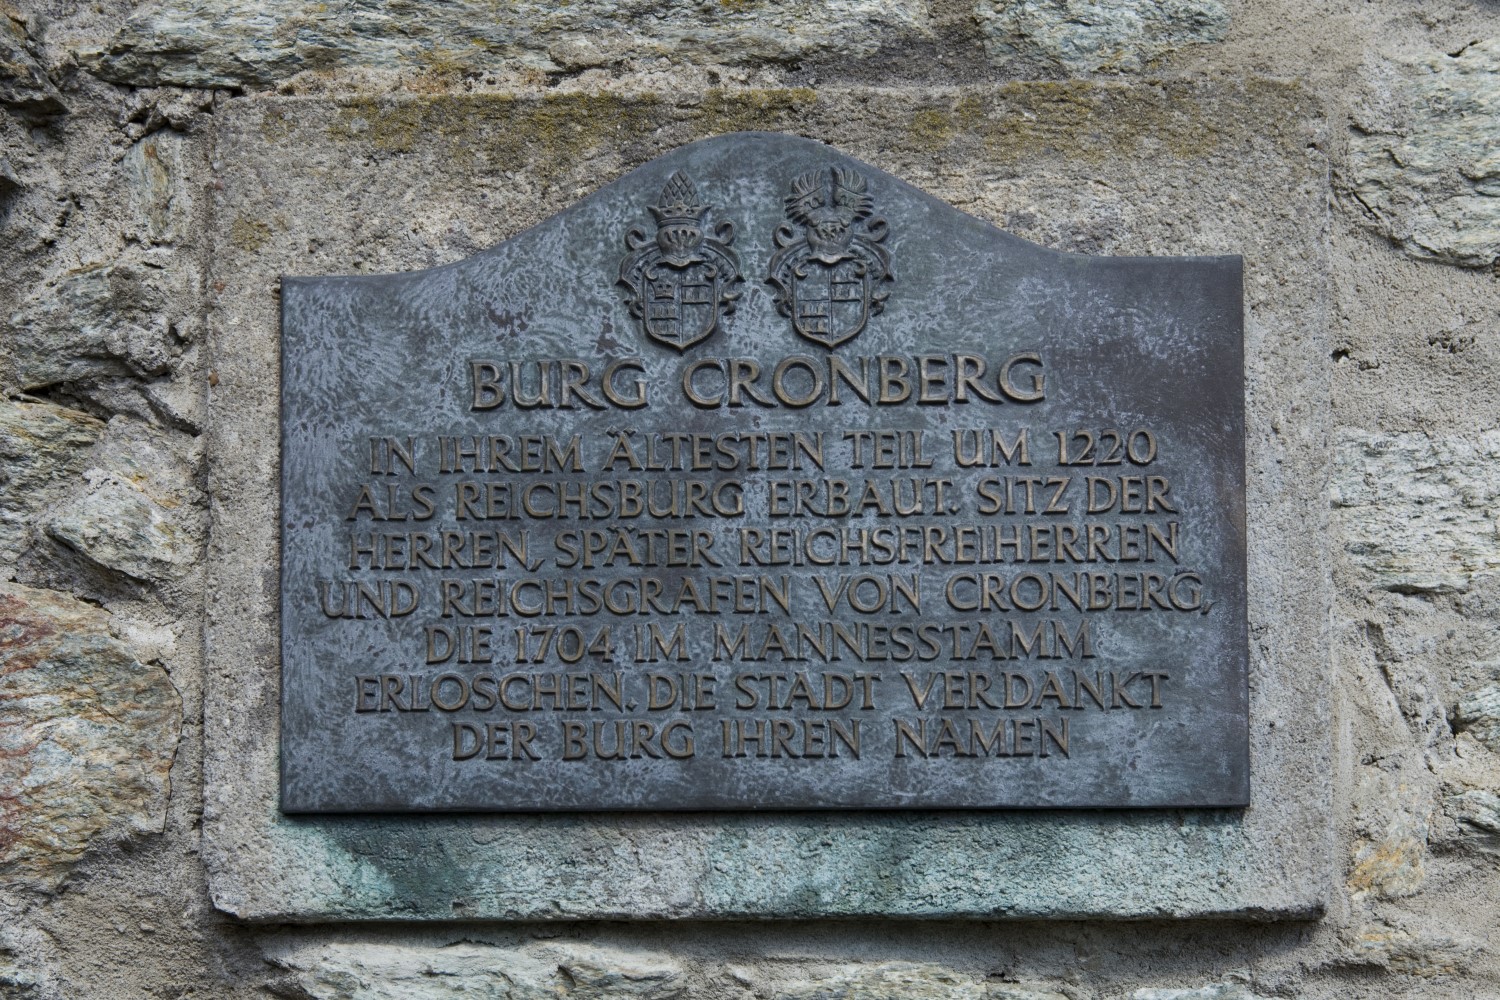 BURG CRONBERG
IN IHREM ÄLTESTEN TEIL UM 1220
ALS REICHSBURG ERBAUT. SITZ DER
HERREN, SPÄTER REICHSFREIHERREN
UND REICHSGRAFEN VON CRONBERG,
DIE 1704 IM MANNESSTAMM
ERLOSCHEN. DIE STADT VERDANKT
DER BURG IHREN NAMEN